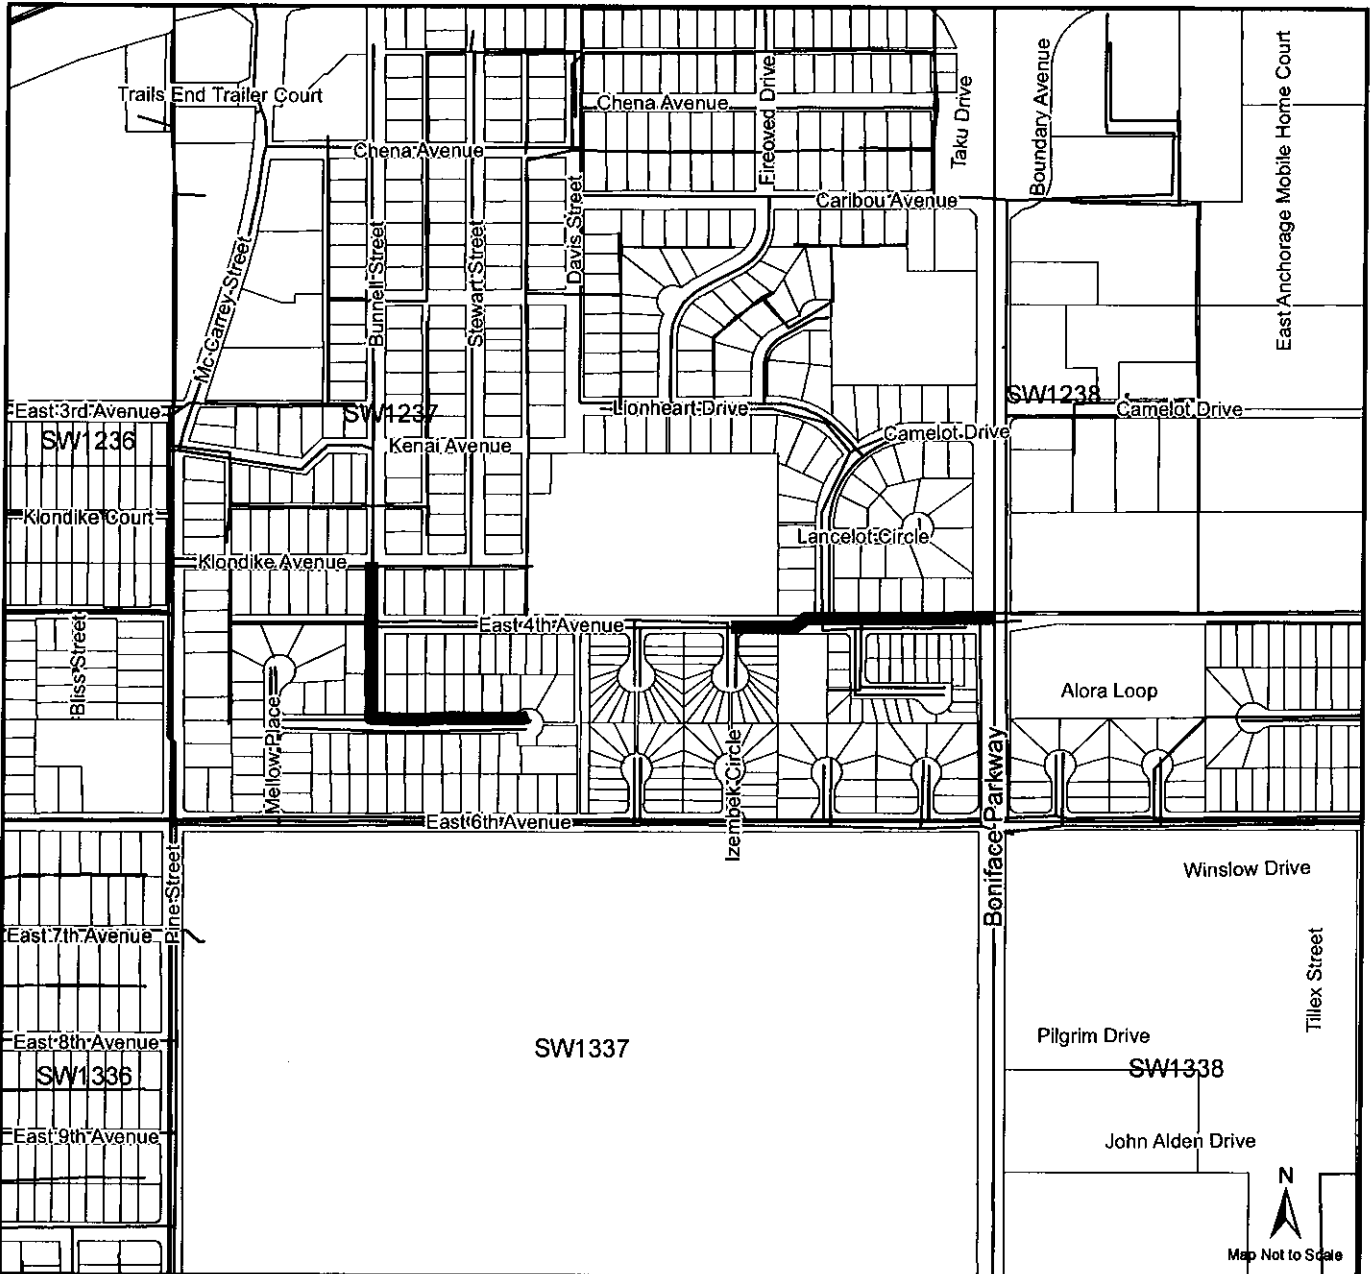 Trails End Trailer Court
Chena Avenue
Chena Avenue
Fireoved Drive
Taku Drive
Boundary Avenue
East Anchorage Mobile Home Court
Caribou Avenue
Mc Carrey Street
Bunnell Street
Stewart Street
Davis Street
East 3rd Avenue
SW1236
SW1237
Lionheart Drive
SW1238
Camelot Drive
Camelot Drive
Kenai Avenue
Klondike Court
Lancelot Circle
Klondike Avenue
East 4th Avenue
Bliss Street
Mellow Place
Izembek Circle
Alora Loop
Boniface Parkway
East 6th Avenue
Pine Street
Winslow Drive
East 7th Avenue
Tillex Street
East 8th Avenue
SW1336
SW1337
Pilgrim Drive
SW1338
East 9th Avenue
John Alden Drive
N
Map Not to Scale